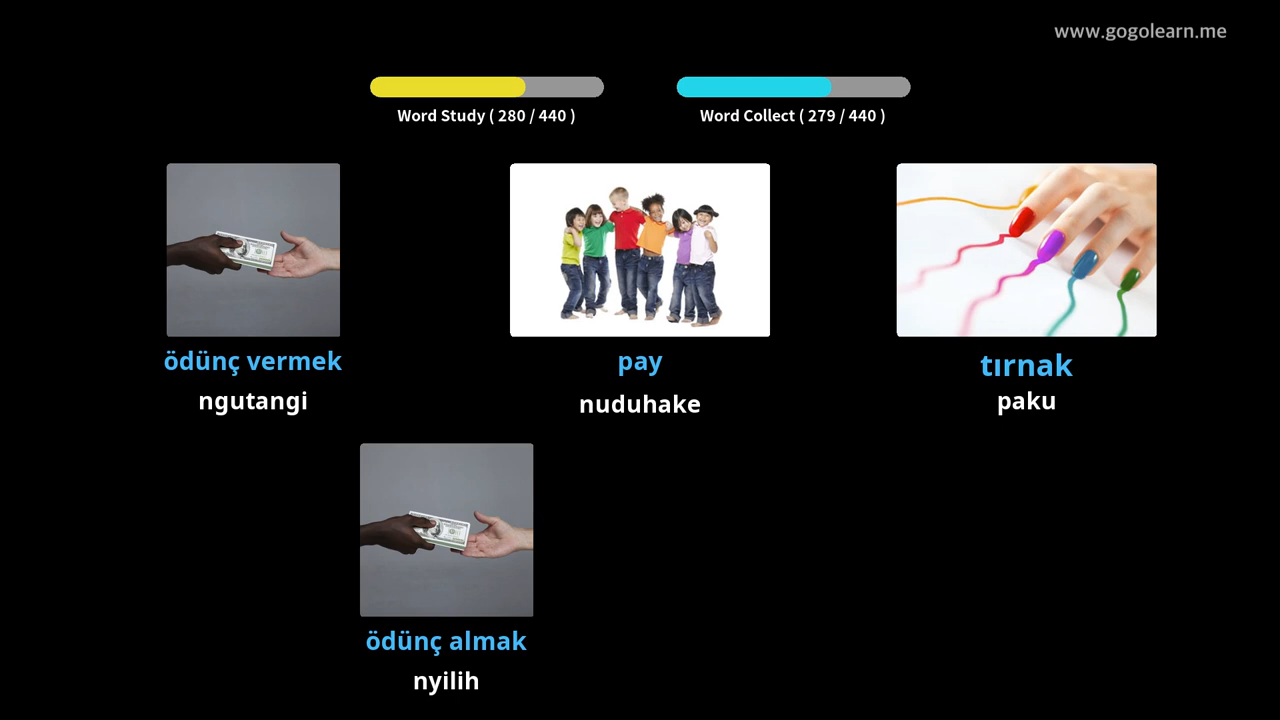 www.gogolearn.me
Word Study ( 280 / 440 )
Word Collect ( 279 / 440 )
ödünç vermek
ngutangi
pay
nuduhake
tırnak
paku
ödünç almak
nyilih